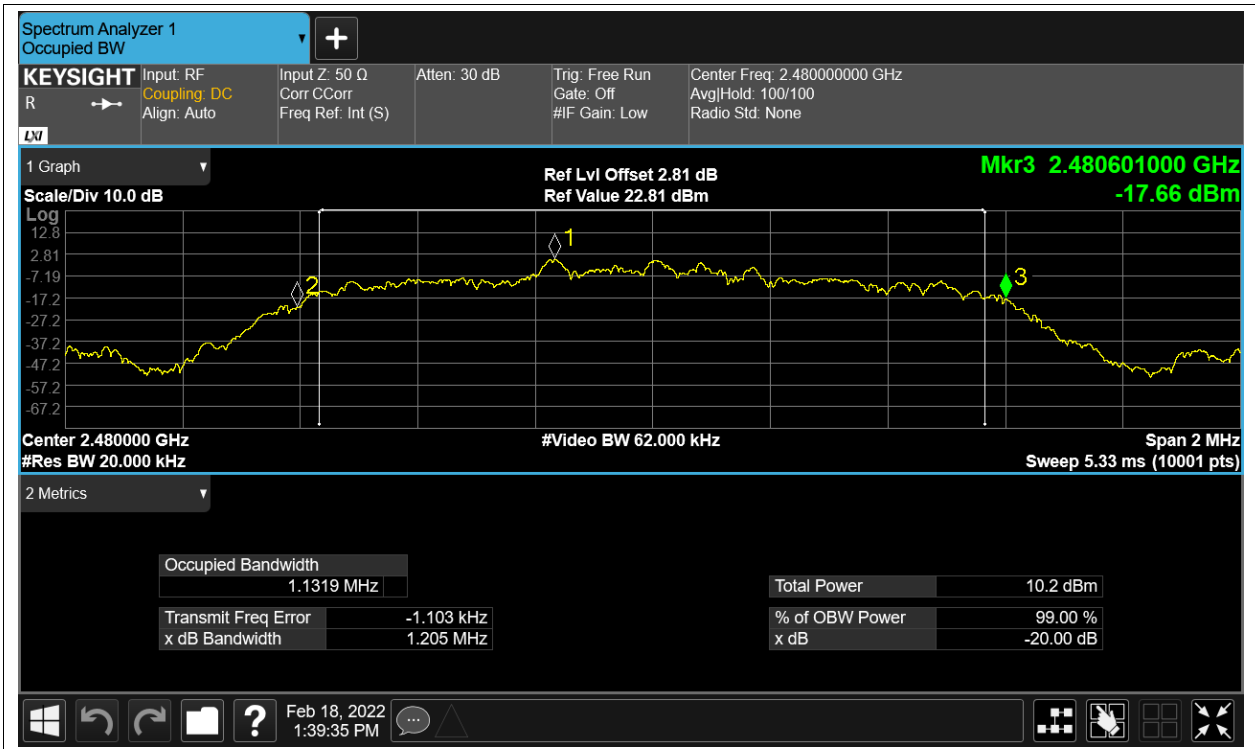 Spectrum Analyzer 1
Occupied BW
KEYSIGHT
R
LXI
Input: RF
Coupling: DC
Align: Auto
Input Z: 50 Ω
Corr CCorr
Freq Ref: Int (S)
Atten: 30 dB
Trig: Free Run
Gate: Off
#IF Gain: Low
Center Freq: 2.480000000 GHz
Avg|Hold: 100/100
Radio Std: None
1 Graph
Scale/Div 10.0 dB
Ref Lvl Offset 2.81 dB
Ref Value 22.81 dBm
Mkr3 2.480601000 GHz
-17.66 dBm
Log
12.8
2.81
-7.19
-17.2
-27.2
-37.2
-47.2
-57.2
-67.2
1
2
3
Center 2.480000 GHz
#Res BW 20.000 kHz
#Video BW 62.000 kHz
Span 2 MHz
Sweep 5.33 ms (10001 pts)
2 Metrics
Occupied Bandwidth
1.1319 MHz
Transmit Freq Error -1.103 kHz
x dB Bandwidth 1.205 MHz
Total Power 10.2 dBm
% of OBW Power 99.00 %
x dB -20.00 dB
?
Feb 18, 2022
1:39:35 PM